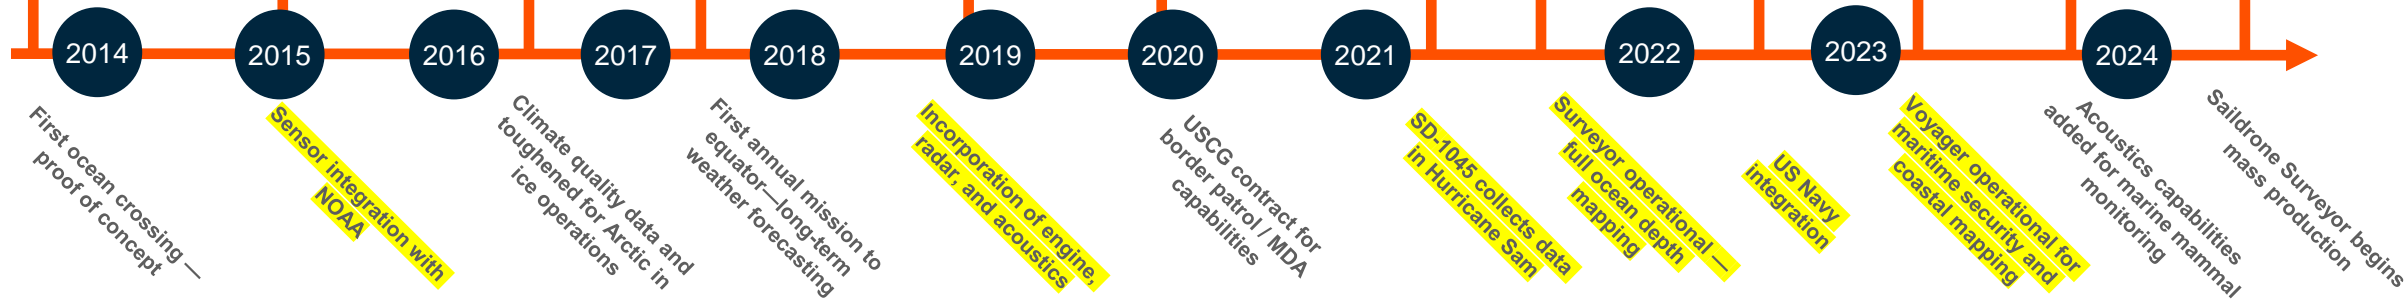 2014
2015
2016
2017
2018
2019
2020
2021
2022
2023
2024
First ocean crossing —
proof of concept
Sensor integration with
NOAA
Climate quality data and
toughened for Arctic in
ice operations
First annual mission to
equator—long-term
weather forecasting
Incorporation of engine,
radar, and acoustics
USCG contract for
border patrol / MDA
capabilities
SD-1045 collects data
in Hurricane Sam
Surveyor operational —
full ocean depth
mapping
US Navy
integration
Voyager operational for
maritime security and
coastal mapping
Acoustics capabilities
added for marine mammal
monitoring
Saildrone Surveyor begins
mass production